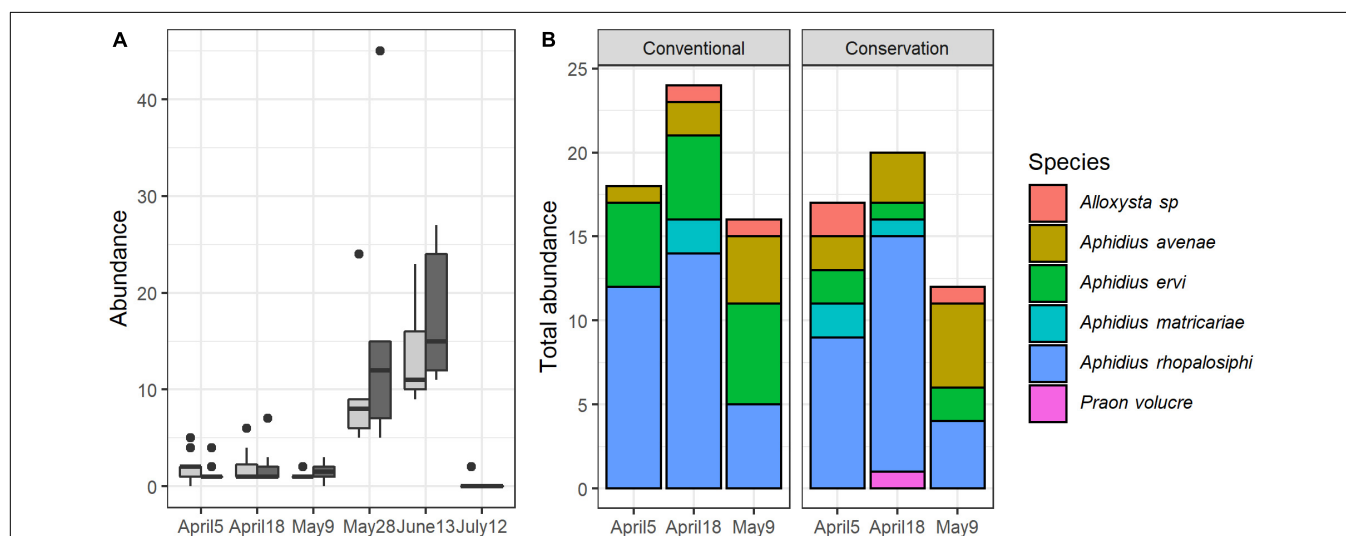 A
Abundance
40
30
20
10
0
April5 April18 May9 May28 June13 July12
B
Conventional
Conservation
Total abundance
25
20
15
10
5
0
April5 April18 May9
April5 April18 May9
Species
Alloxysta sp
Aphidius avenae
Aphidius ervi
Aphidius matricariae
Aphidius rhopalosiphi
Praon volucre